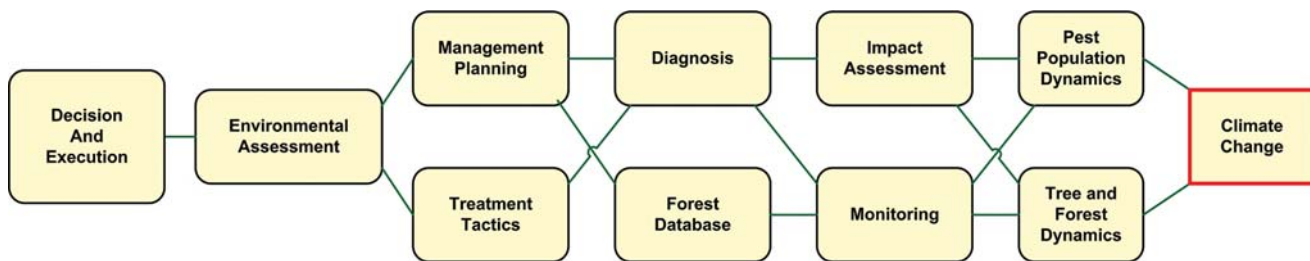 Decision
And
Execution
Environmental
Assessment
Management
Planning
Treatment
Tactics
Diagnosis
Forest
Database
Impact
Assessment
Monitoring
Pest
Population
Dynamics
Tree and
Forest
Dynamics
Climate
Change